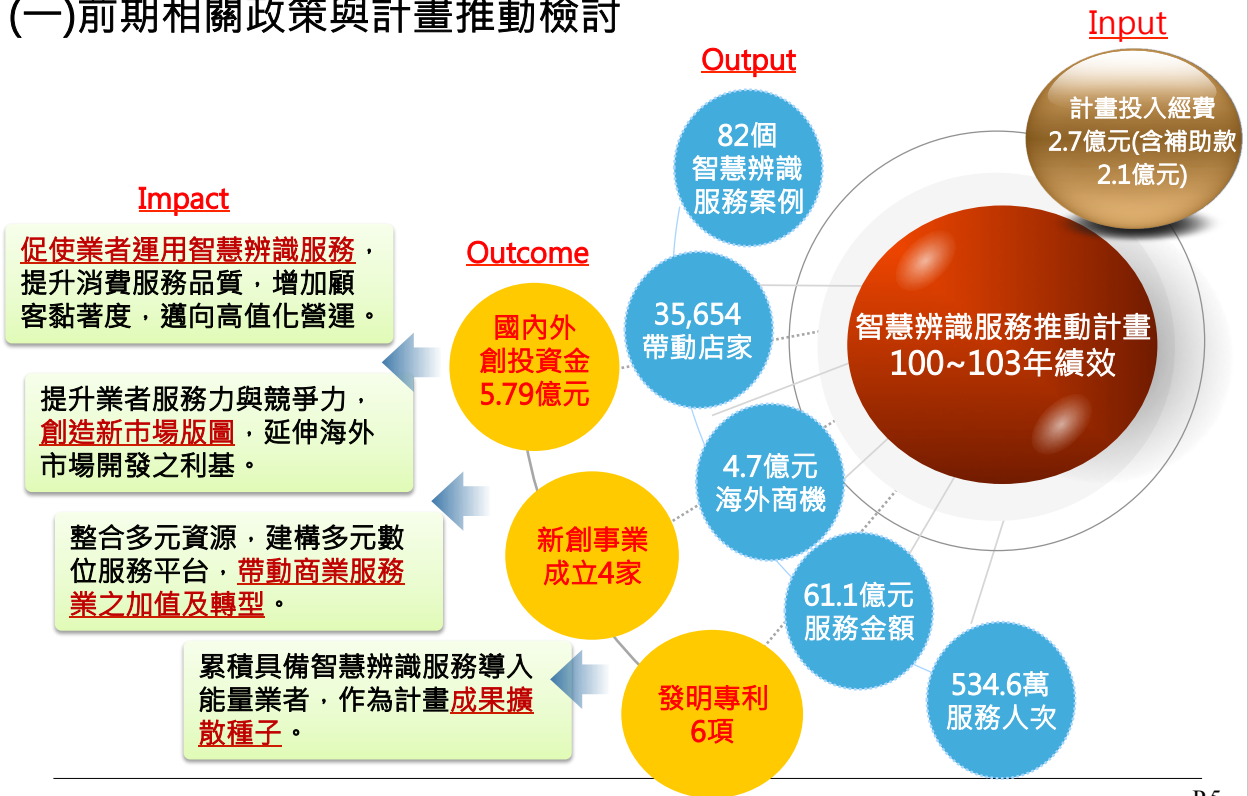 (一)前期相關政策與計畫推動檢討
Input
計畫投入經費
2.7億元(含補助款
2.1億元)
智慧辨識服務推動計畫
100~103年績效
Output
82個
智慧辨識
服務案例
35,654
帶動店家
4.7億元
海外商機
61.1億元
服務金額
534.6萬
服務人次
Outcome
國內外
創投資金
5.79億元
新創事業
成立4家
發明專利
6項
Impact
促使業者運用智慧辨識服務，
提升消費服務品質，增加顧
客黏著度，邁向高值化營運。
提升業者服務力與競爭力，
創造新市場版圖，延伸海外
市場開發之利基。
整合多元資源，建構多元數
位服務平台，帶動商業服務
業之加值及轉型。
累積具備智慧辨識服務導入
能量業者，作為計畫成果擴
散種子。
P.5